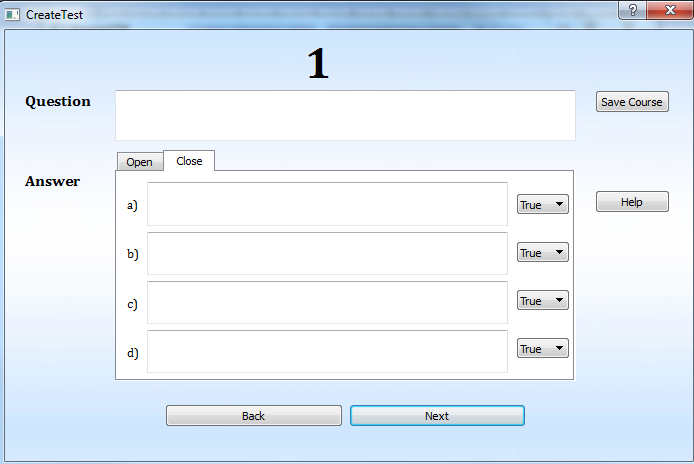 CreateTest
1
Question
Save Course
Open Close
Answer
a) True
Help
b) True
c) True
d) True
Back Next